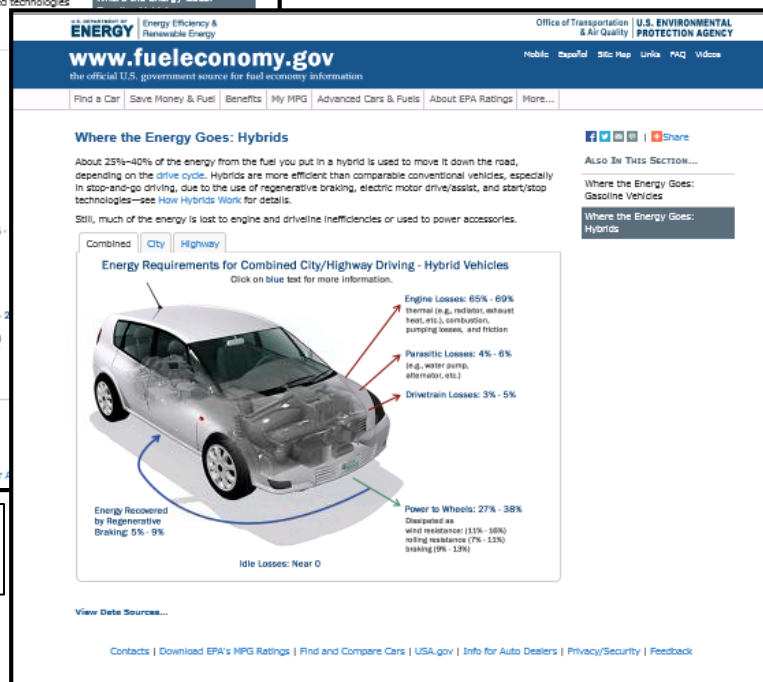 d technologies
U.S. DEPARTMENT OF
ENERGY
Energy Efficiency &
Renewable Energy
Office of Transportation
& Air Quality
U.S. ENVIRONMENTAL
PROTECTION AGENCY
www.fueleconomy.gov
the official U.S. government source for fuel economy information
Mobile Español Site Map Links FAQ Videos
Find a Car Save Money & Fuel Benefits My MPG Advanced Cars & Fuels About EPA Ratings More...
Where the Energy Goes: Hybrids
About 25%–40% of the energy from the fuel you put in a hybrid is used to move it down the road,
depending on the drive cycle. Hybrids are more efficient than comparable conventional vehicles, especially
in stop-and-go driving, due to the use of regenerative braking, electric motor drive/assist, and start/stop
technologies—see How Hybrids Work for details.
Still, much of the energy is lost to engine and driveline inefficiencies or used to power accessories.
| Share
ALSO IN THIS SECTION...
Where the Energy Goes:
Gasoline Vehicles
Where the Energy Goes:
Hybrids
Combined City Highway
Energy Requirements for Combined City/Highway Driving - Hybrid Vehicles
Click on blue text for more information.
Engine Losses: 65% - 69%
thermal (e.g., radiator, exhaust
heat, etc.), combustion,
pumping losses, and friction
Parasitic Losses: 4% - 6%
(e.g., water pump,
alternator, etc.)
Drivetrain Losses: 3% - 5%
Power to Wheels: 27% - 38%
Dissipated as
wind resistance: (11% - 16%)
rolling resistance (7% - 11%)
braking (9% - 13%)
Energy Recovered
by Regenerative
Braking: 5% - 9%
Idle Losses: Near 0
View Data Sources...
Contacts | Download EPA's MPG Ratings | Find and Compare Cars | USA.gov | Info for Auto Dealers | Privacy/Security | Feedback